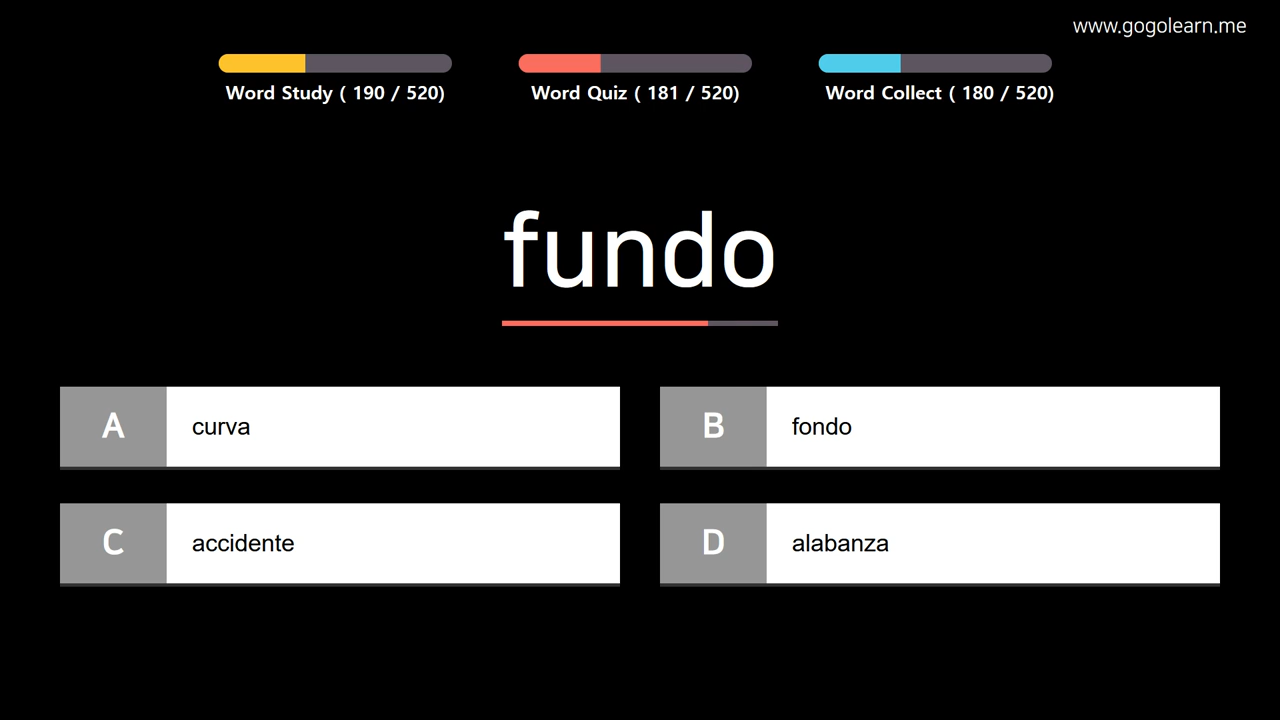 www.gogolearn.me
Word Study ( 190 / 520)
Word Quiz ( 181 / 520)
Word Collect ( 180 / 520)
fundo
A curva
B fondo
C accidente
D alabanza